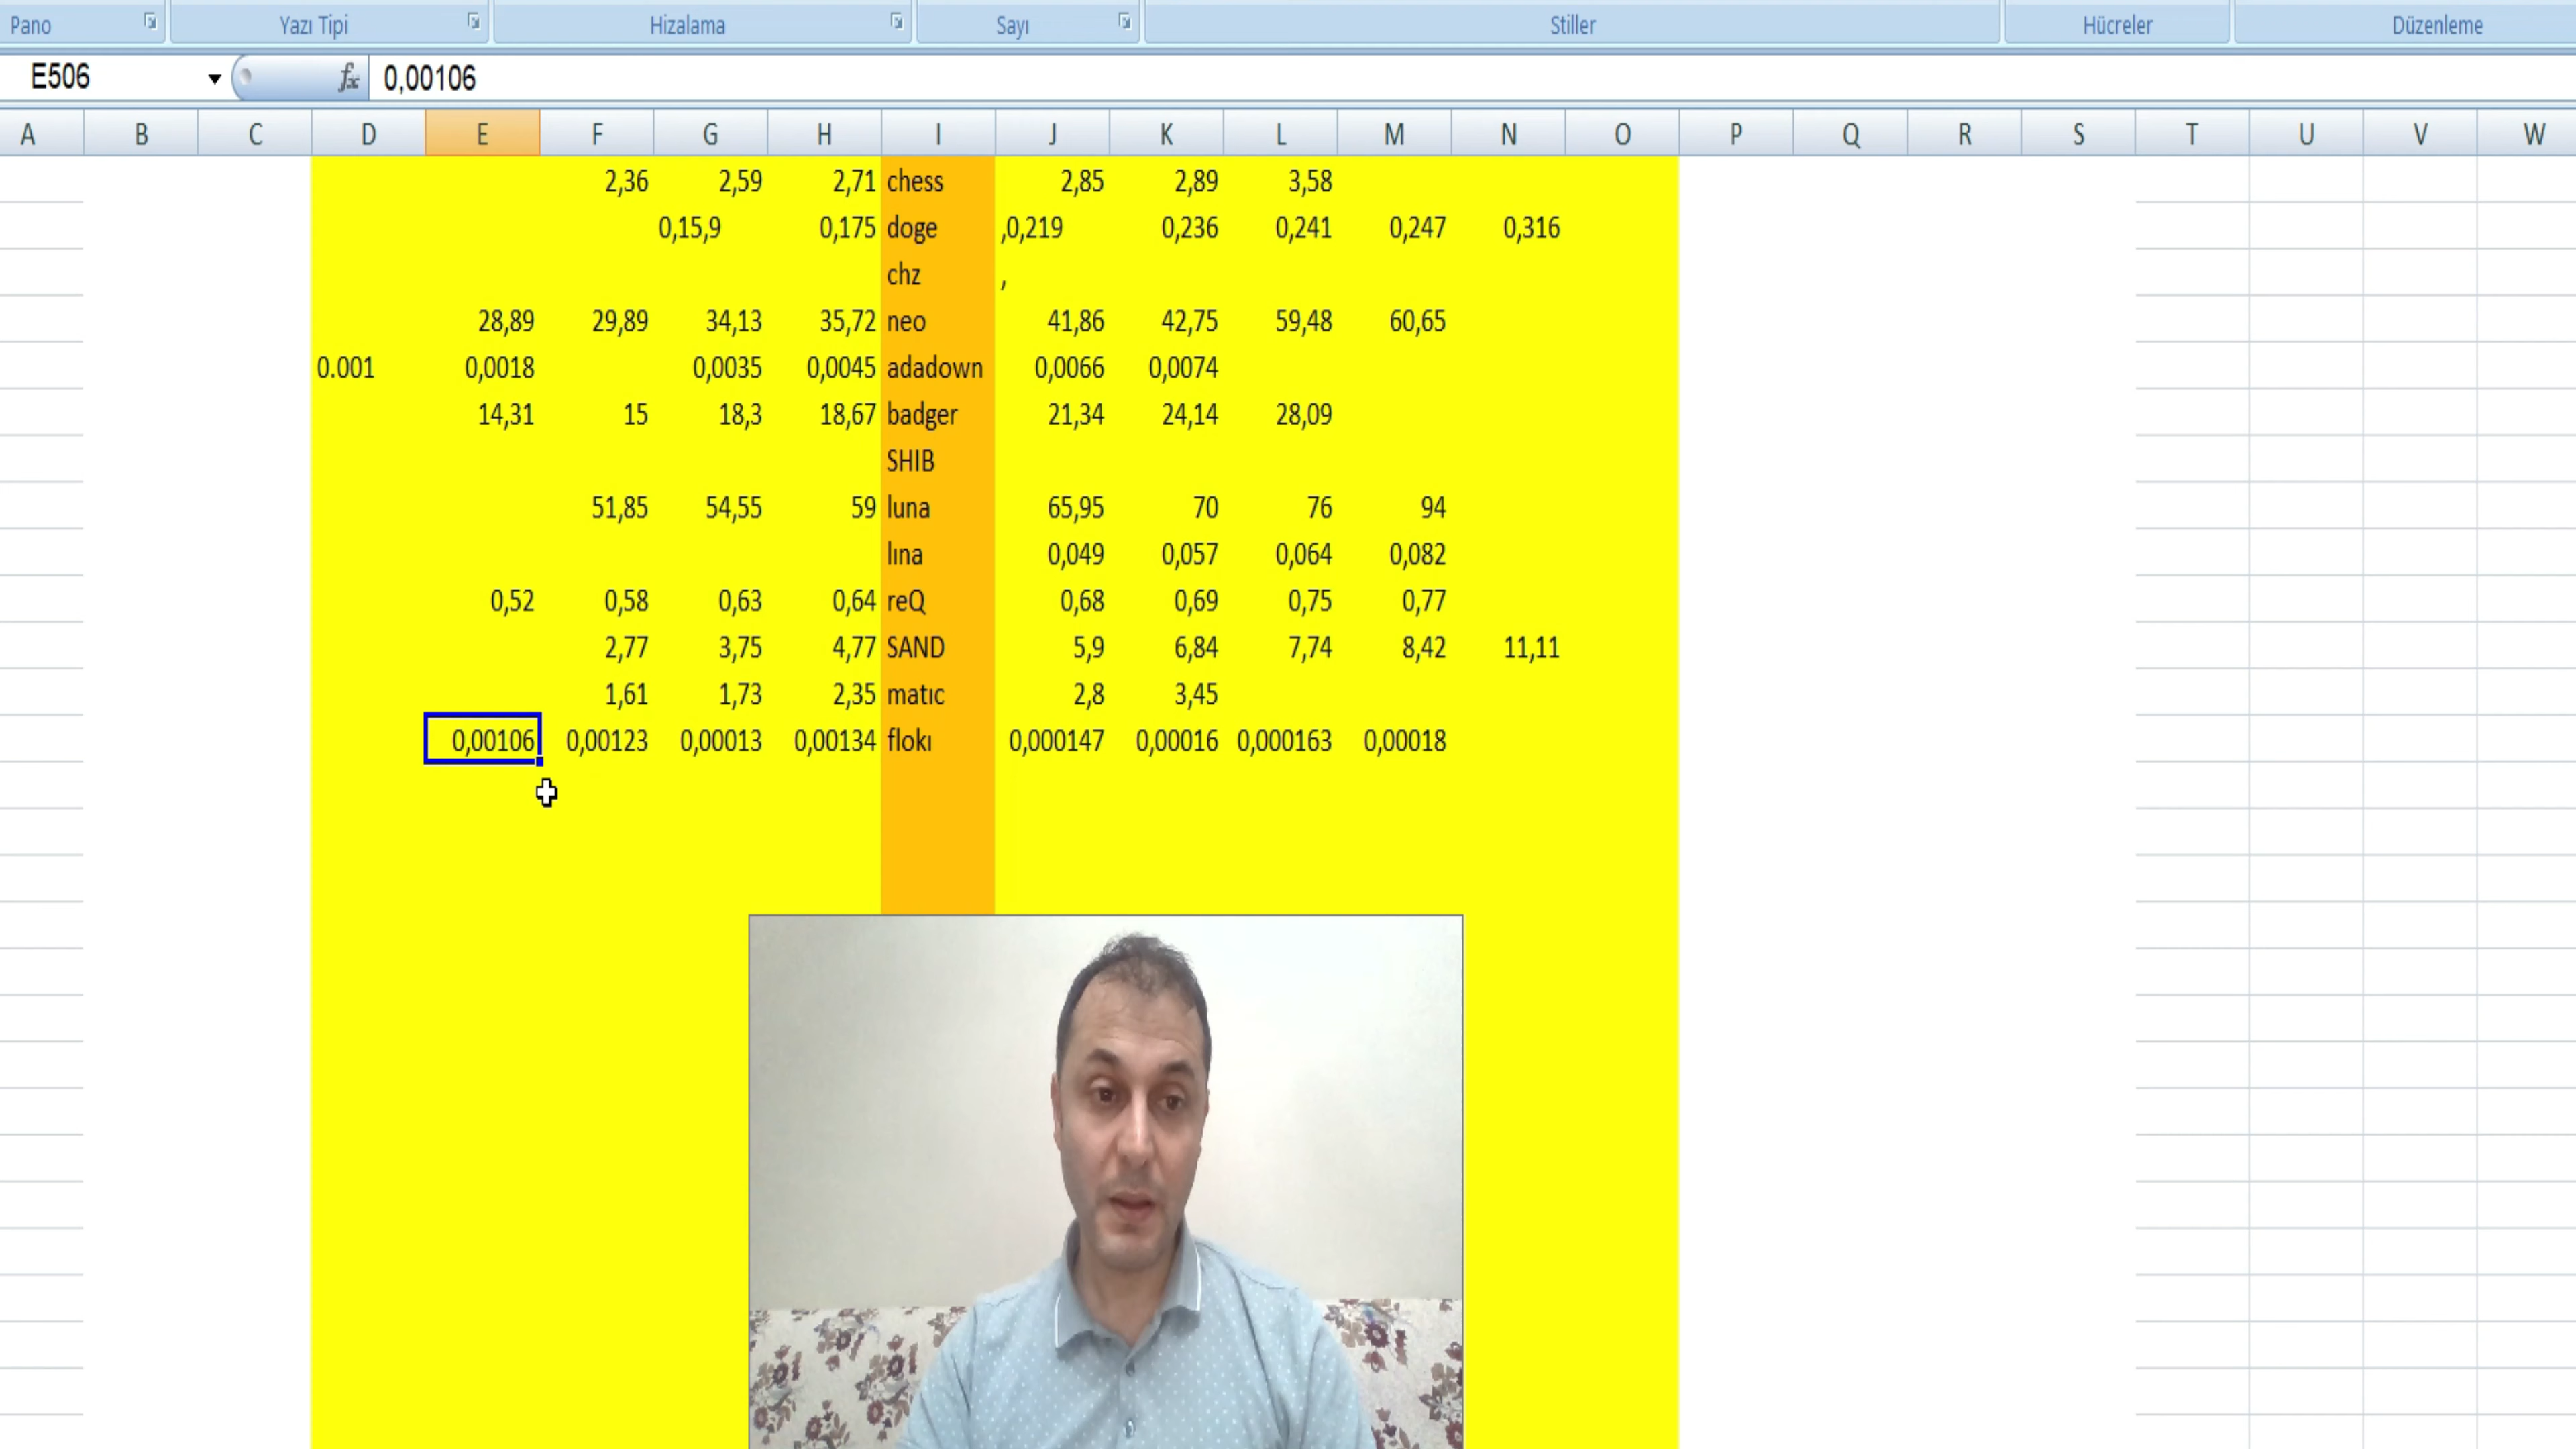 Pano Yazı Tipi Hizalama Sayı Stiller Hücreler Düzenleme
E506 fx 0,00106
A B C D E F G H I J K L M N O P Q R S T U V W
2,36 2,59 2,71 chess 2,85 2,89 3,58
0,15,9 0,175 doge ,0,219 0,236 0,241 0,247 0,316
chz ,
28,89 29,89 34,13 35,72 neo 41,86 42,75 59,48 60,65
0.001 0,0018 0,0035 0,0045 adadown 0,0066 0,0074
14,31 15 18,3 18,67 badger 21,34 24,14 28,09
SHIB
51,85 54,55 59 luna 65,95 70 76 94
lına 0,049 0,057 0,064 0,082
0,52 0,58 0,63 0,64 reQ 0,68 0,69 0,75 0,77
2,77 3,75 4,77 SAND 5,9 6,84 7,74 8,42 11,11
1,61 1,73 2,35 matıc 2,8 3,45
0,00106 0,00123 0,00013 0,00134 flokı 0,000147 0,00016 0,000163 0,00018